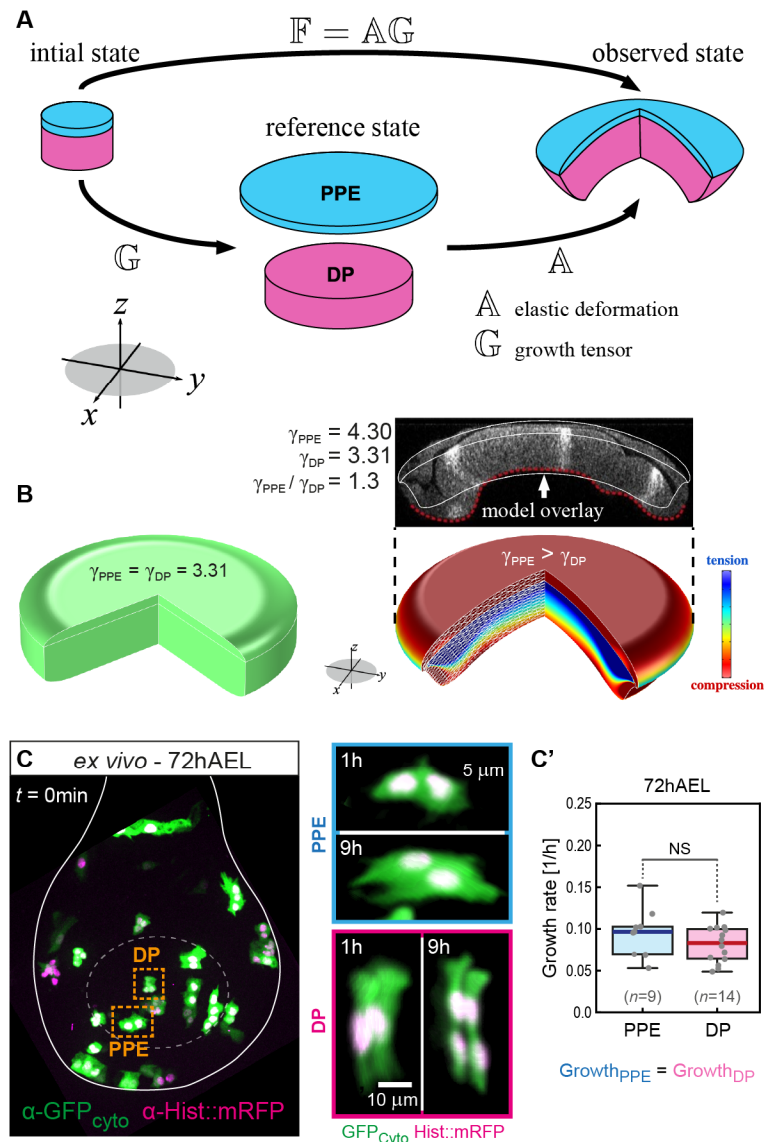 A
𝔽 = 𝔸𝔾
intial state
observed state
reference state
PPE
DP
𝔾
𝔸
𝔸 elastic deformation
𝔾 growth tensor
z
y
x
B
γPPE = 4.30
γDP = 3.31
γPPE / γDP = 1.3
model overlay
γPPE = γDP = 3.31
γPPE > γDP
tension
compression
z
y
x
C
ex vivo - 72hAEL
t = 0min
DP
PPE
α-GFPcyto α-Hist::mRFP
PPE
1h
5 μm
9h
DP
1h
9h
10 μm
GFPCyto Hist::mRFP
C’
72hAEL
Growth rate [1/h]
0.25
0.20
0.15
0.10
0.05
0.00
NS
(n=9)
(n=14)
PPE
DP
GrowthPPE = GrowthDP